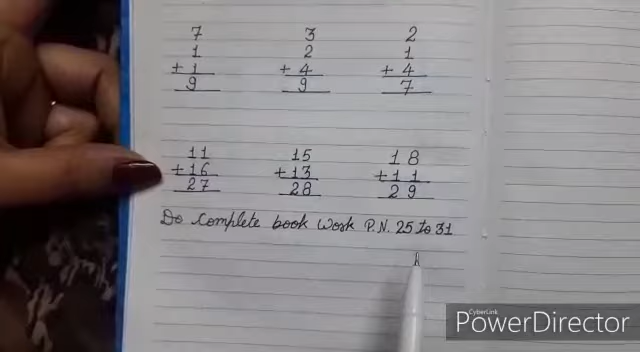 7 3 2
1 2 1
+ 1 + 4 + 4
9 9 7
11 15 18
+16 +13 +11
27 28 29
Do complete book work P.N. 25 to 31
CyberLink
PowerDirector